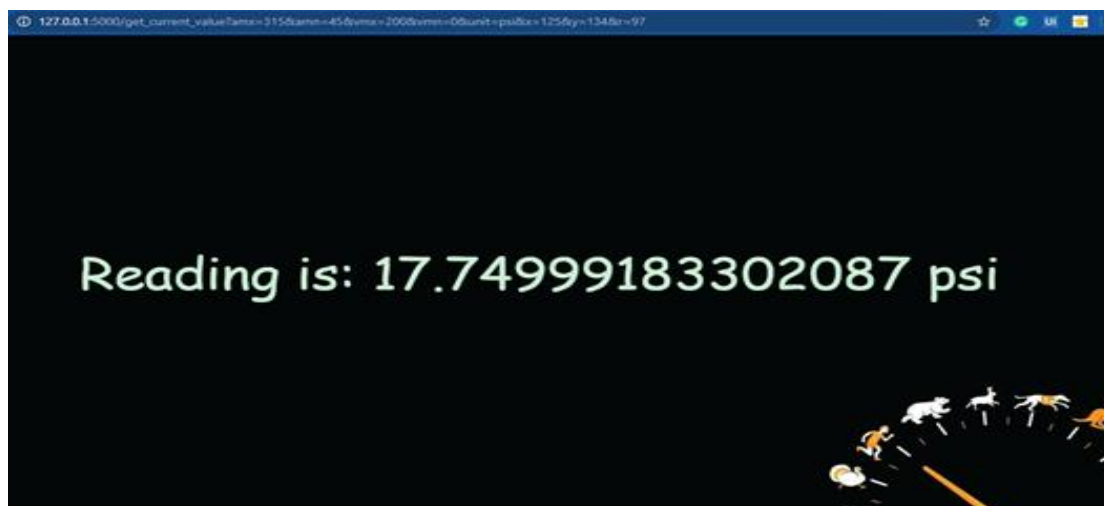 127.0.0.1:5000/get_current_value?amx=315&amn=45&vmx=200&vmn=0&unit=psi&x=125&y=134&r=97
Reading is: 17.74999183302087 psi